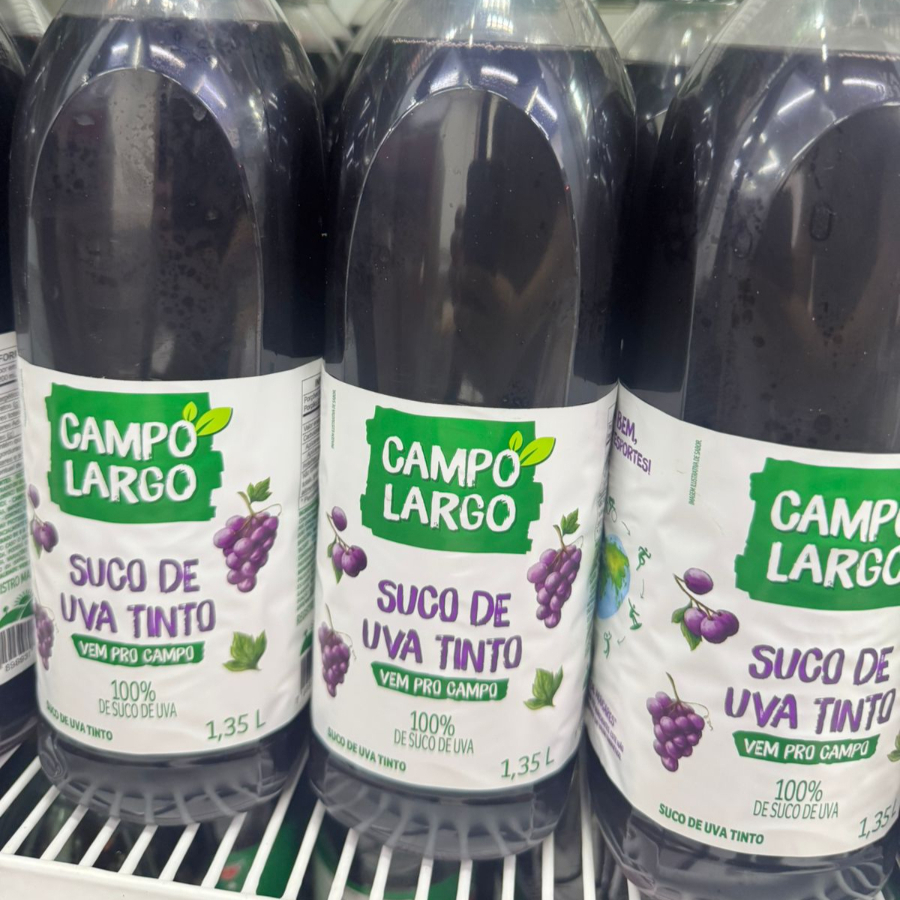 CAMPO
LARGO
SUCO DE
UVA TINTO
VEM PRO CAMPO
100%
DE SUCO DE UVA
SUCO DE UVA TINTO
1,35 L
CAMPO
LARGO
SUCO DE
UVA TINTO
VEM PRO CAMPO
100%
DE SUCO DE UVA
SUCO DE UVA TINTO
1,35 L
BEM,
CAMPO
LARGO
SUCO DE
UVA TINTO
VEM PRO CAMPO
100%
DE SUCO DE UVA
SUCO DE UVA TINTO
1,35